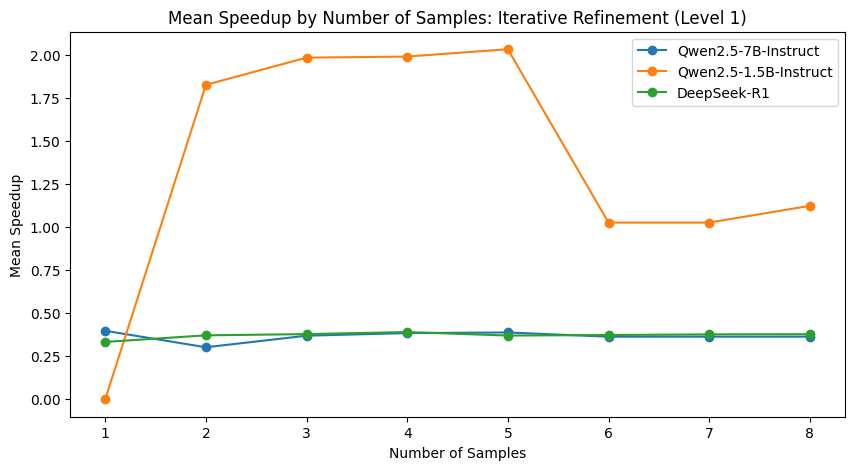 Mean Speedup by Number of Samples: Iterative Refinement (Level 1)
Qwen2.5-7B-Instruct
Qwen2.5-1.5B-Instruct
DeepSeek-R1
Mean Speedup
2.00
1.75
1.50
1.25
1.00
0.75
0.50
0.25
0.00
1 2 3 4 5 6 7 8
Number of Samples